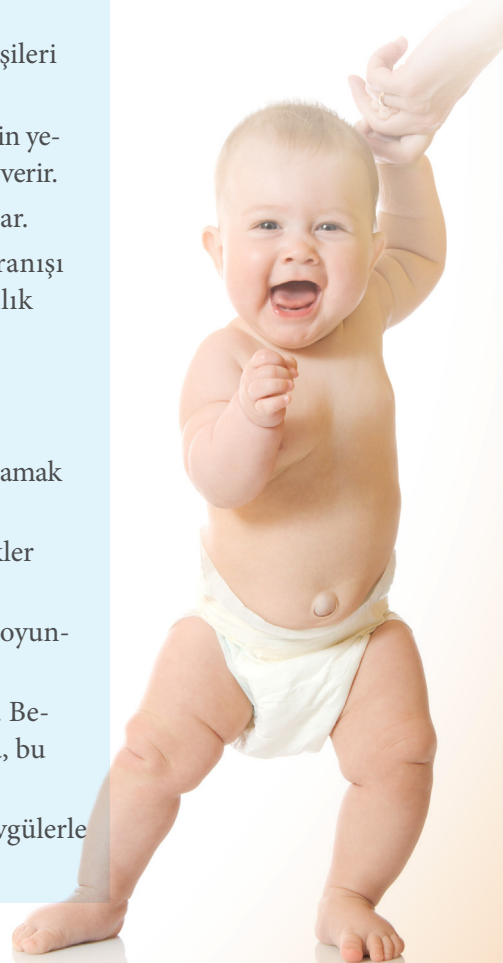 şileri
in ye-
verir.
ar.
ranışı
lık
amak
kler
oyun-
Be-
, bu
ygülerle